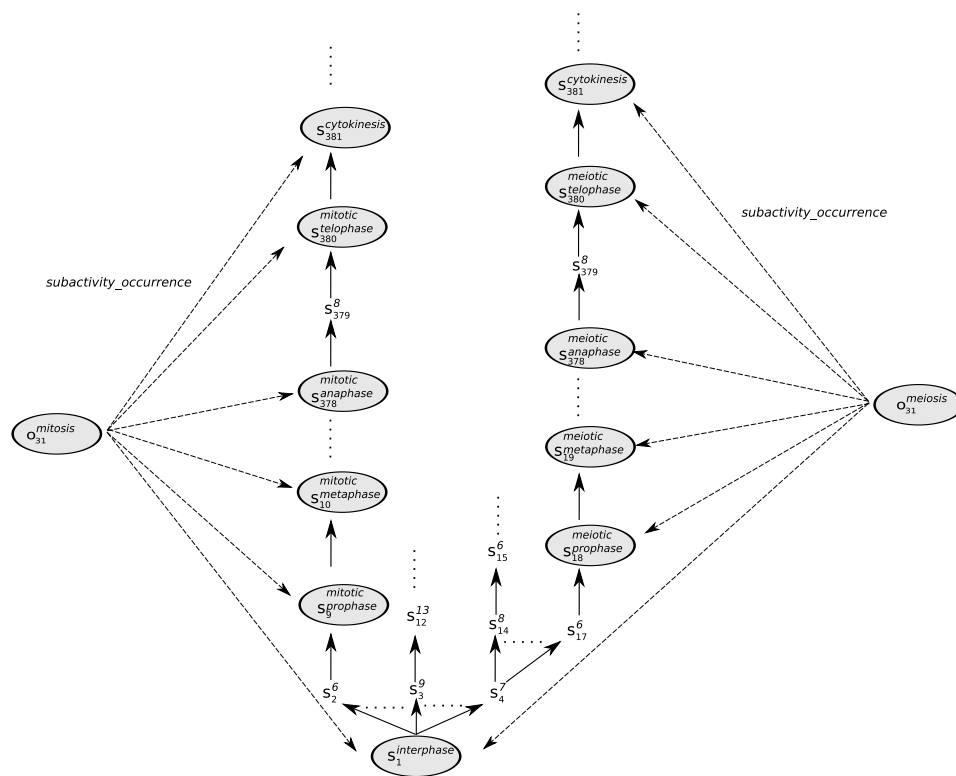 s381 cytokinesis
s381 cytokinesis
mitotic
s380 telophase
meiotic
s380 telophase
subactivity_occurrence
subactivity_occurrence
s379 8
s379 8
mitotic
s378 anaphase
meiotic
s378 anaphase
o31 mitosis
o31 meiosis
mitotic
s10 metaphase
meiotic
s19 metaphase
mitotic
s9 prophase
meiotic
s18 prophase
s15 6
s12 13
s14 8
s17 6
s2 6
s3 9
s4 7
s1 interphase